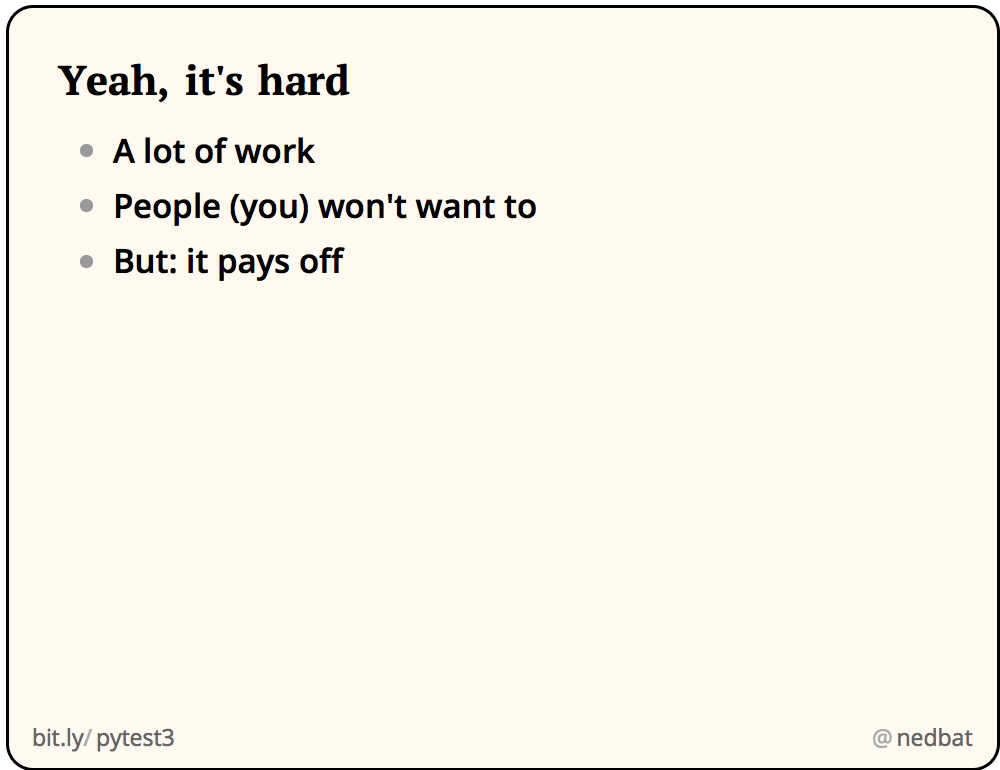 Yeah, it's hard
A lot of work
People (you) won't want to
But: it pays off
bit.ly/pytest3
@nedbat